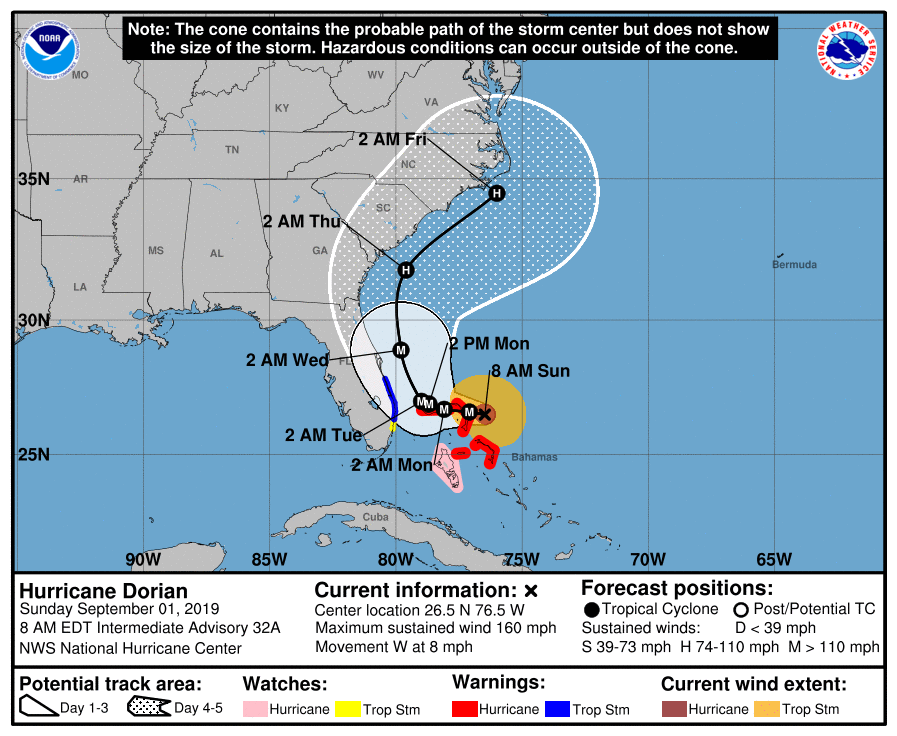 Note: The cone contains the probable path of the storm center but does not show
the size of the storm. Hazardous conditions can occur outside of the cone.
NOAA
NATIONAL WEATHER SERVICE
MO
WV
KY
VA
2 AM Fri
TN
NC
35N
AR
SC
2 AM Thu
H
MS
AL
GA
H
Bermuda
LA
30N
2 PM Mon
2 AM Wed
FL
M
8 AM Sun
M M M M
2 AM Tue
25N
2 AM Mon
Bahamas
Cuba
90W 85W 80W 75W 70W 65W
Hurricane Dorian
Sunday September 01, 2019
8 AM EDT Intermediate Advisory 32A
NWS National Hurricane Center
Current information: ×
Center location 26.5 N 76.5 W
Maximum sustained wind 160 mph
Movement W at 8 mph
Forecast positions:
Tropical Cyclone Post/Potential TC
Sustained winds: D < 39 mph
S 39-73 mph H 74-110 mph M > 110 mph
Potential track area:
Day 1-3 Day 4-5
Watches:
Hurricane Trop Stm
Warnings:
Hurricane Trop Stm
Current wind extent:
Hurricane Trop Stm